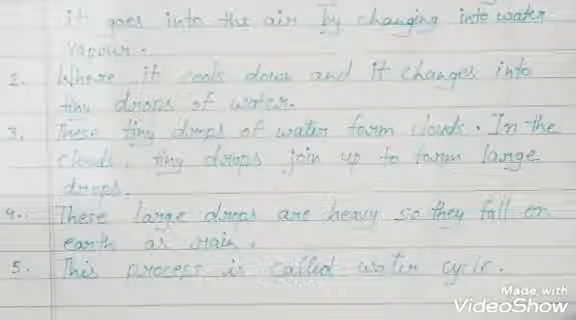 it goes into the air by changing into water
vapour.
2. Where it cools down and it changes into
tiny drops of water.
3. These tiny drops of water form clouds. In the
clouds, tiny drops join up to form large
drops.
4. These large drops are heavy so they fall on
earth as rain.
5. This process is called water cycle.
Made with
VideoShow